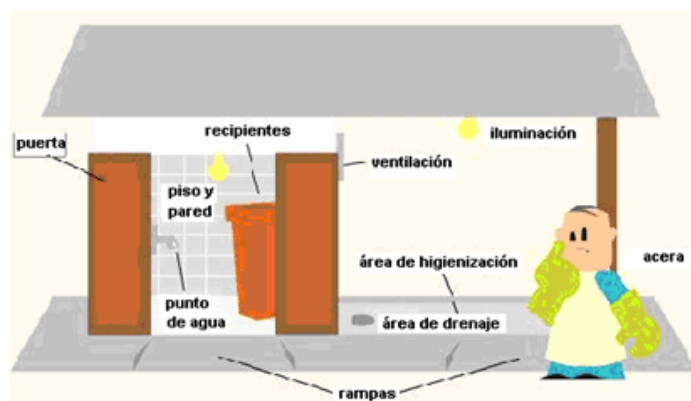 recipientes
iluminación
puerta
ventilación
piso y
pared
área de higienización
acera
punto
de agua
área de drenaje
rampas